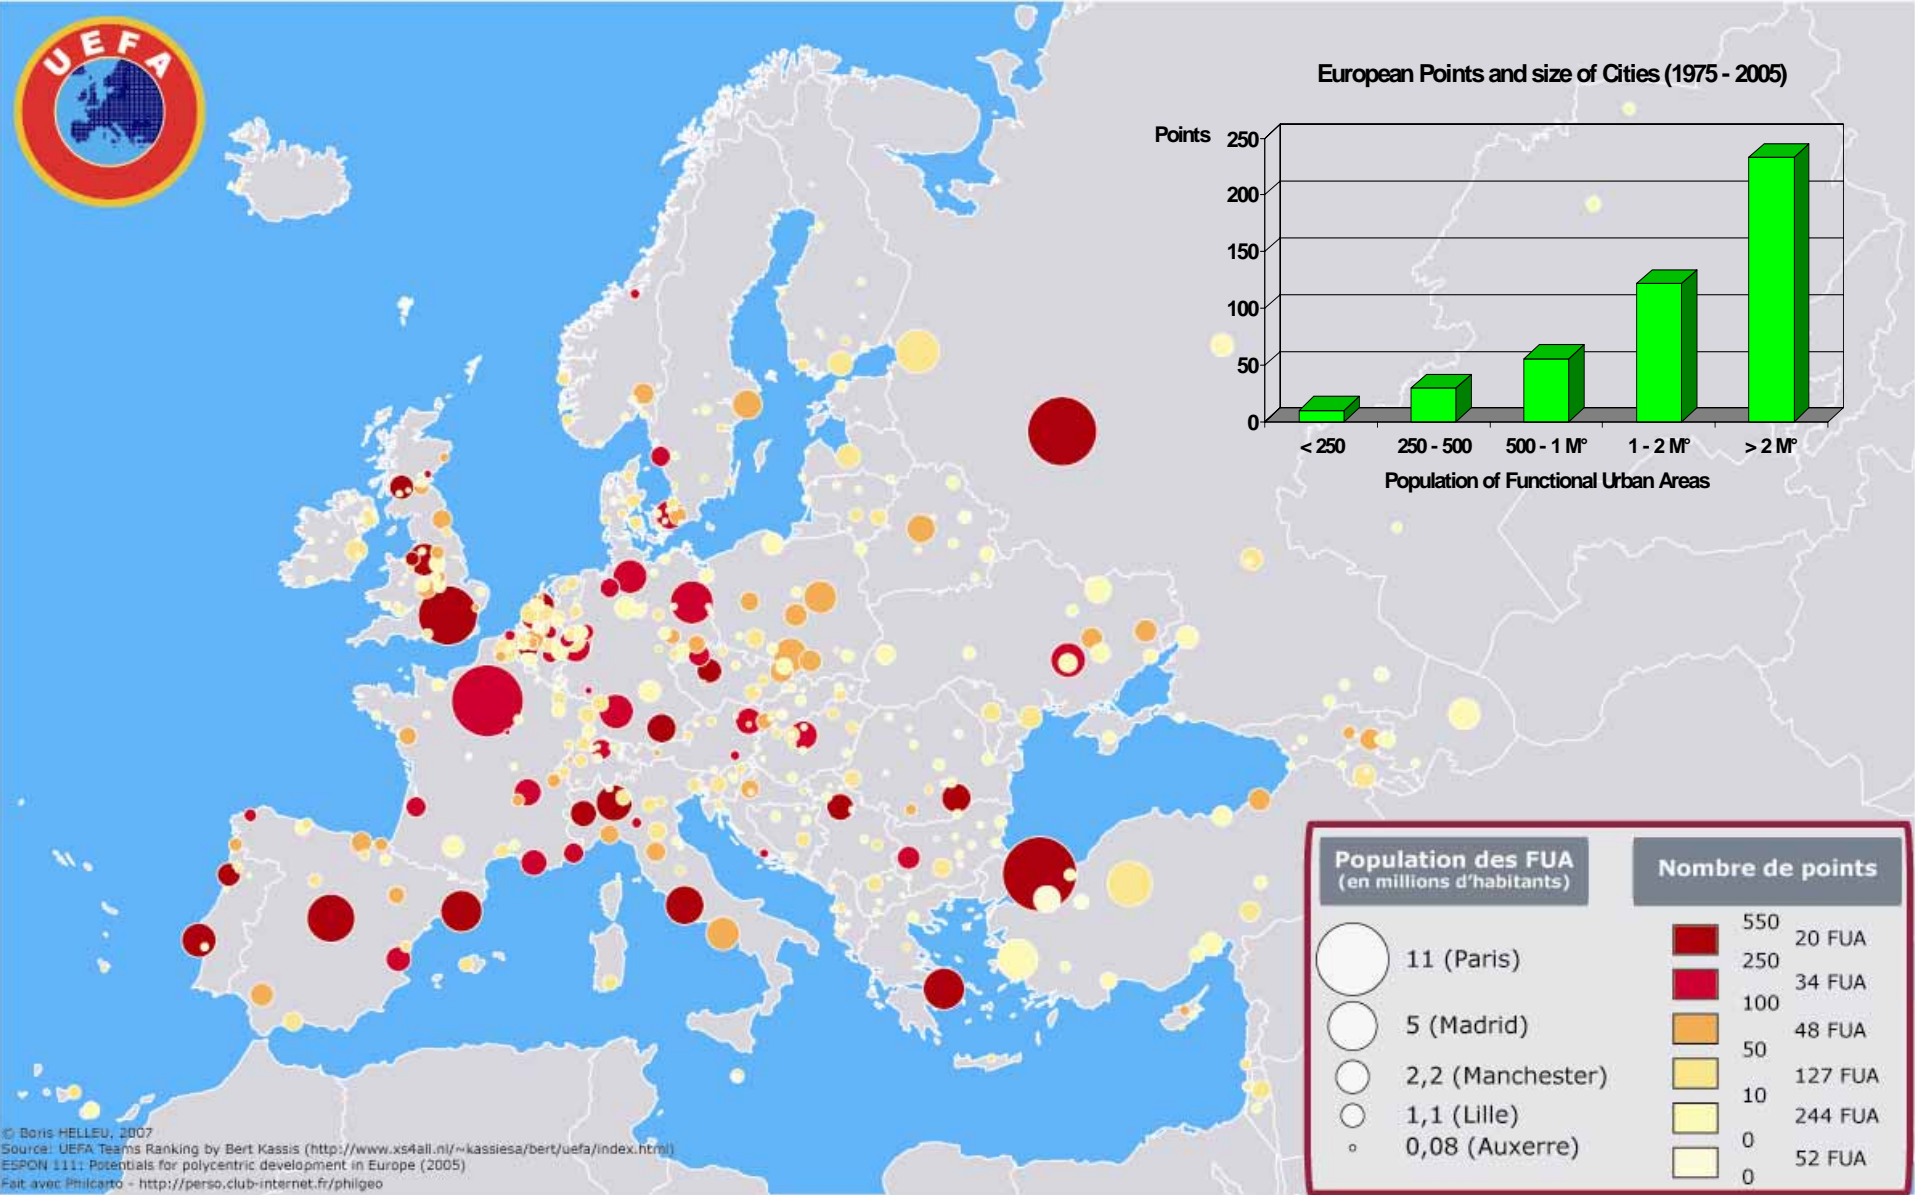 UEFA
European Points and size of Cities (1975 - 2005)
Points
250
200
150
100
50
0
< 250
250 - 500
500 - 1 M°
1 - 2 M°
> 2 M°
Population of Functional Urban Areas
Population des FUA
(en millions d'habitants)
11 (Paris)
5 (Madrid)
2,2 (Manchester)
1,1 (Lille)
0,08 (Auxerre)
Nombre de points
550
20 FUA
250
34 FUA
100
48 FUA
50
127 FUA
10
244 FUA
0
52 FUA
0
© Boris HELLEU, 2007
Source: UEFA Teams Ranking by Bert Kassis (http://www.xs4all.nl/~kassiesa/bert/uefa/index.html)
ESPON 111: Potentials for polycentric development in Europe (2005)
Fait avec Philcarto - http://perso.club-internet.fr/philgeo